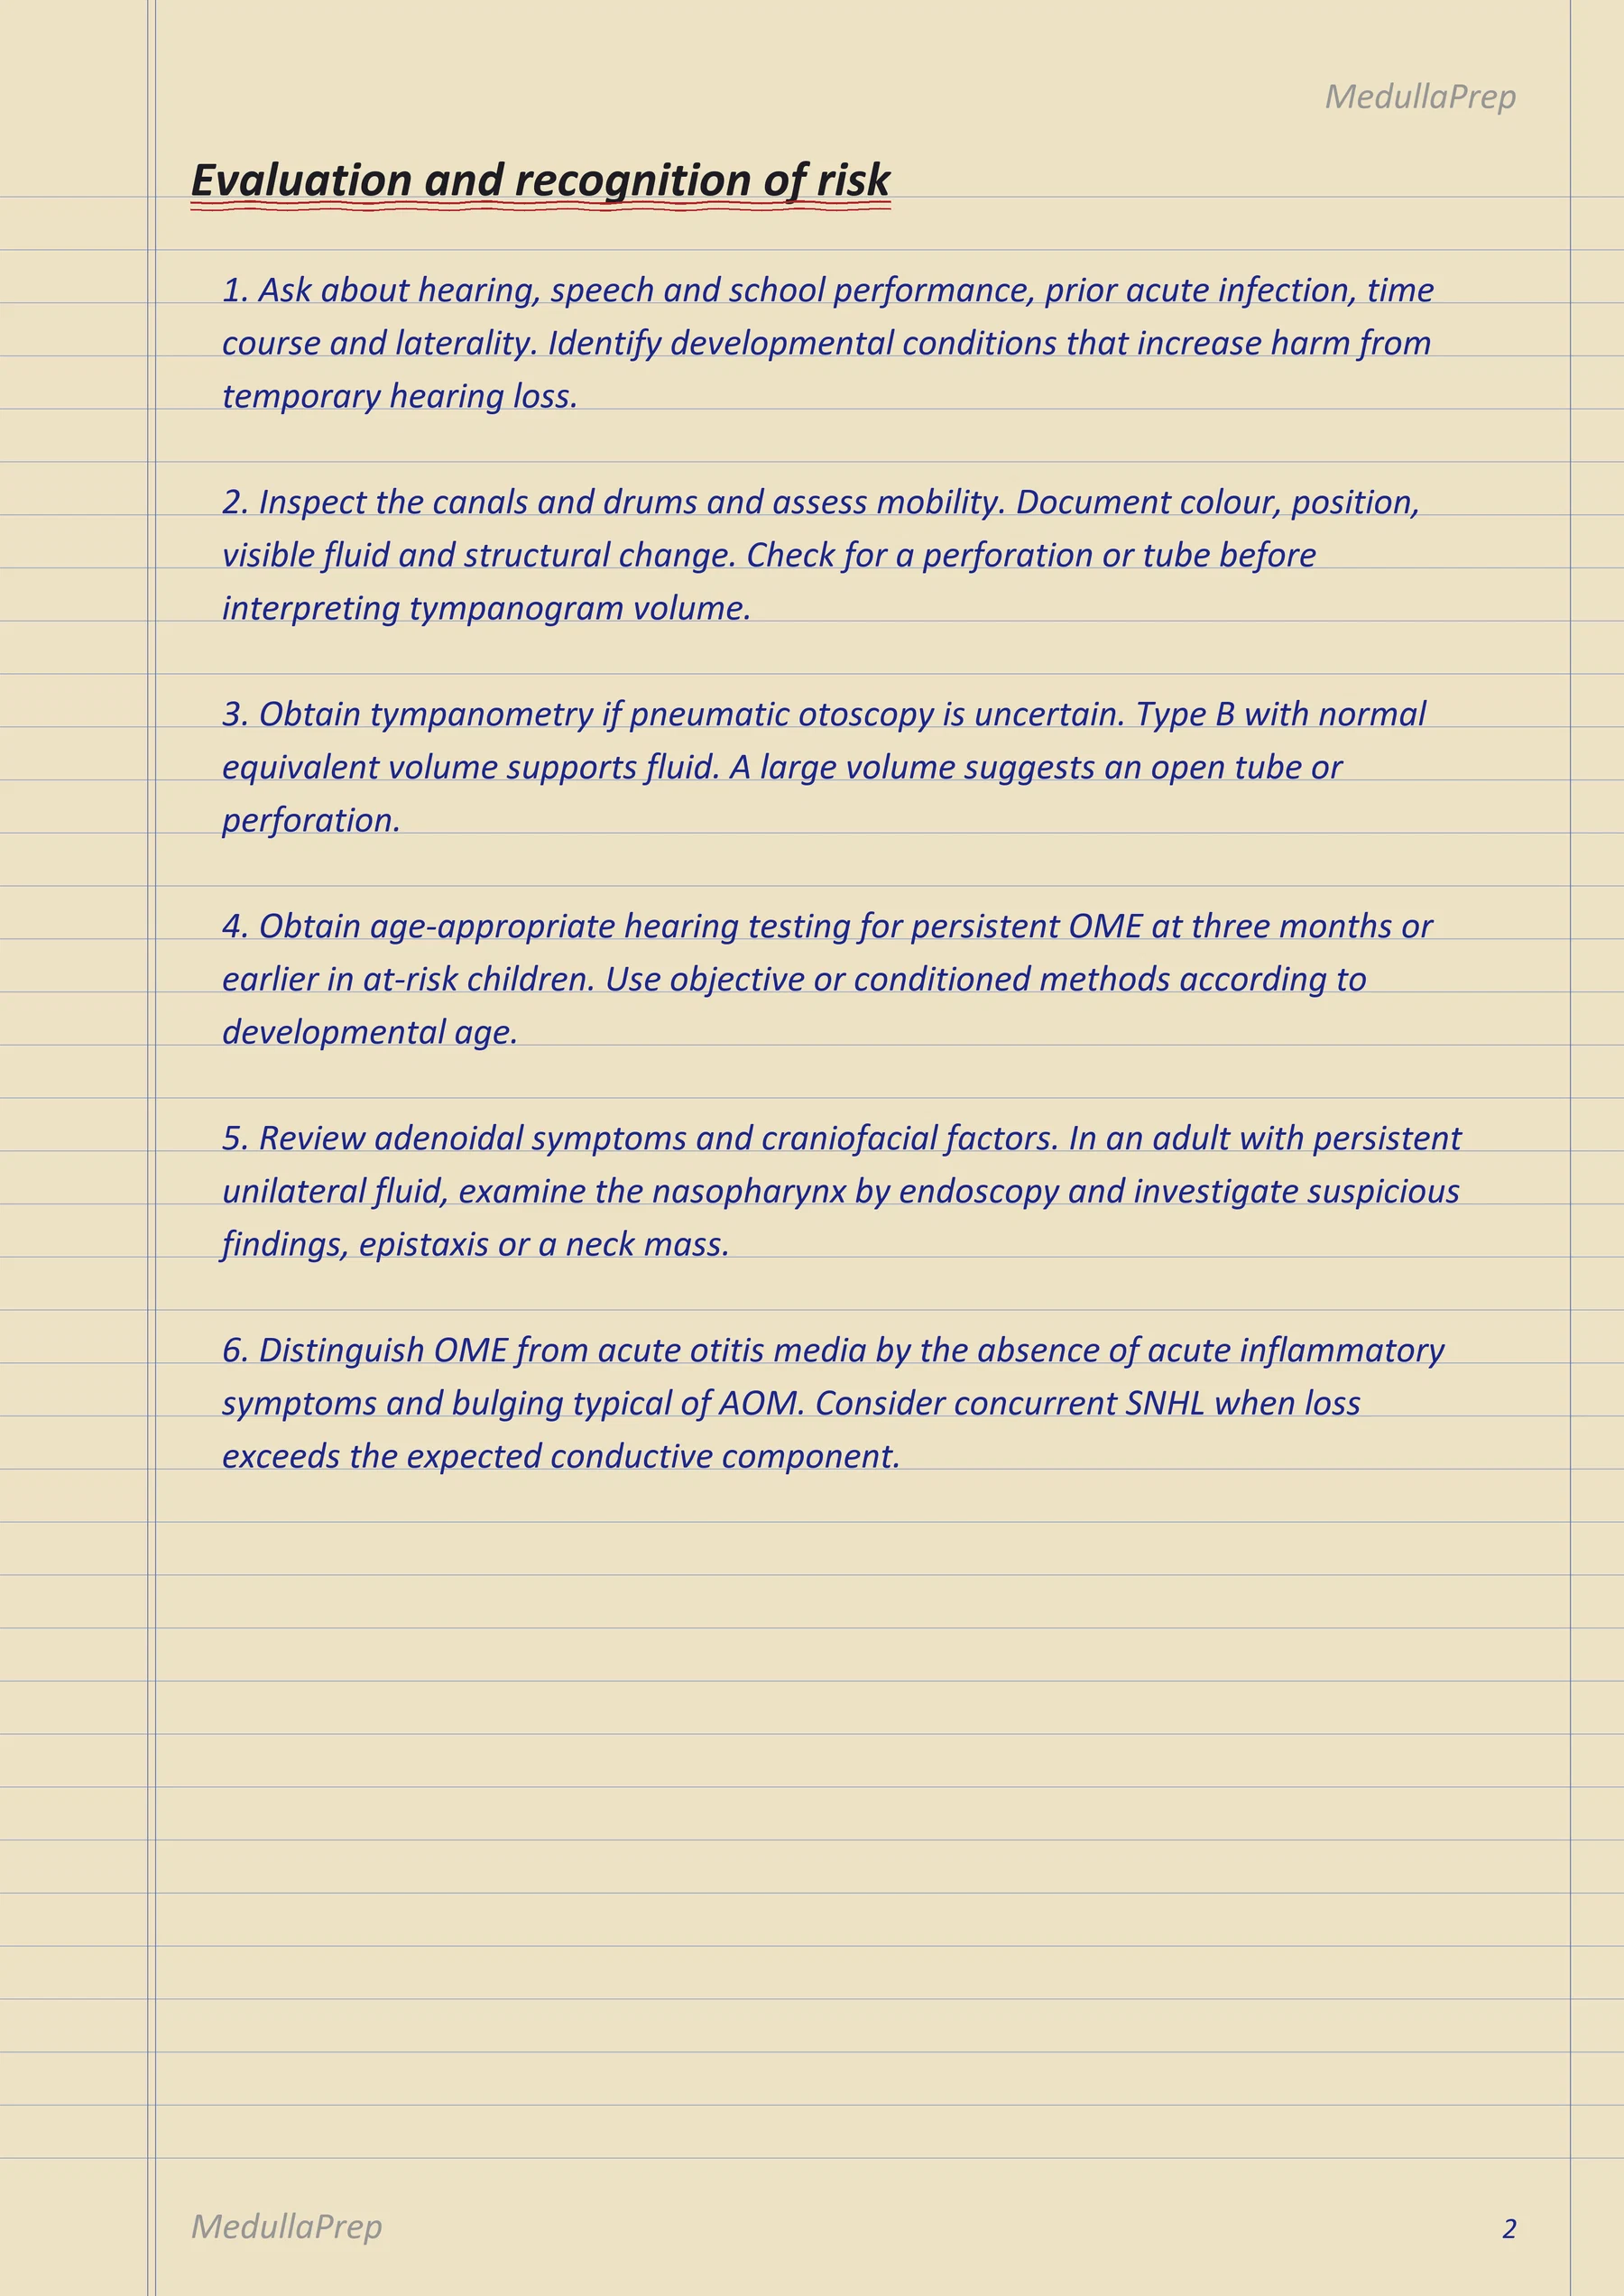 MedullaPrep
Evaluation and recognition of risk
1. Ask about hearing, speech and school performance, prior acute infection, time
course and laterality. Identify developmental conditions that increase harm from
temporary hearing loss.
2. Inspect the canals and drums and assess mobility. Document colour, position,
visible fluid and structural change. Check for a perforation or tube before
interpreting tympanogram volume.
3. Obtain tympanometry if pneumatic otoscopy is uncertain. Type B with normal
equivalent volume supports fluid. A large volume suggests an open tube or
perforation.
4. Obtain age-appropriate hearing testing for persistent OME at three months or
earlier in at-risk children. Use objective or conditioned methods according to
developmental age.
5. Review adenoidal symptoms and craniofacial factors. In an adult with persistent
unilateral fluid, examine the nasopharynx by endoscopy and investigate suspicious
findings, epistaxis or a neck mass.
6. Distinguish OME from acute otitis media by the absence of acute inflammatory
symptoms and bulging typical of AOM. Consider concurrent SNHL when loss
exceeds the expected conductive component.
MedullaPrep
2